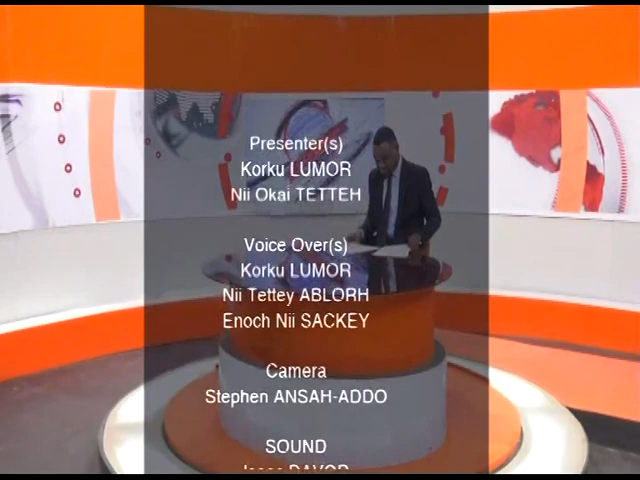 Presenter(s)
Korku LUMOR
Nii Okai TETTEH
Voice Over(s)
Korku LUMOR
Nii Tettey ABLORH
Enoch Nii SACKEY
Camera
Stephen ANSAH-ADDO
SOUND